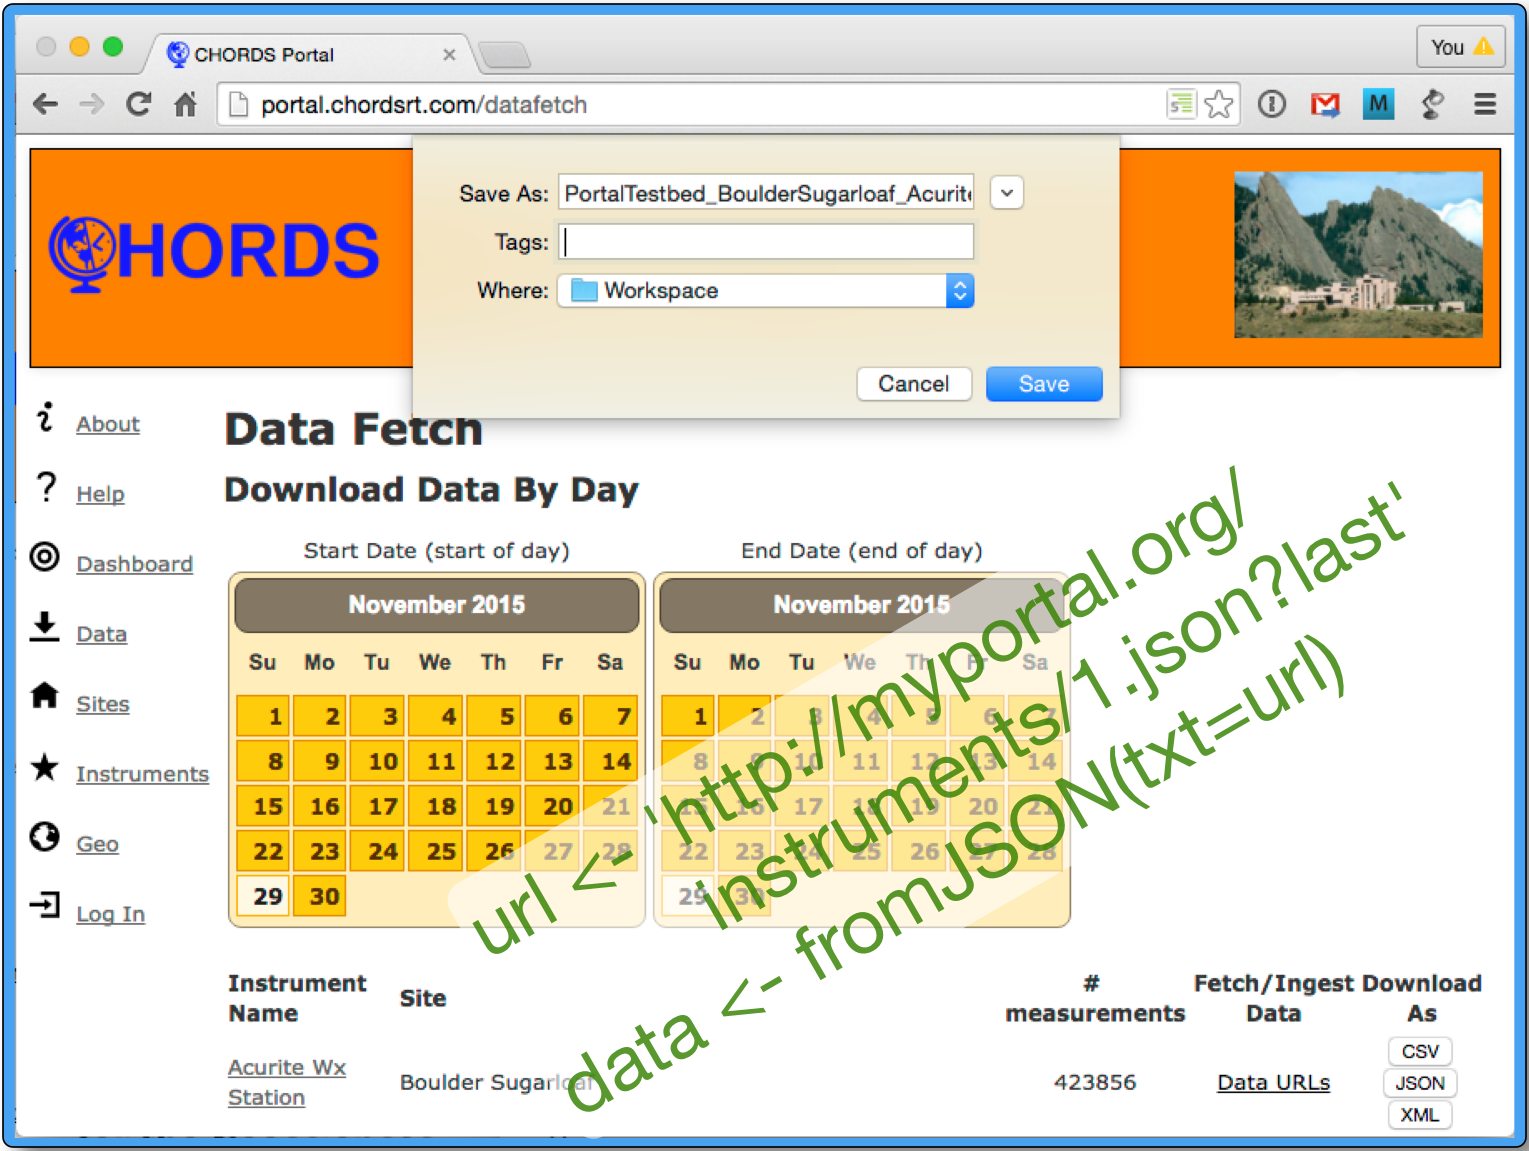 CHORDS Portal
You
portal.chordsrt.com/datafetch
Save As: PortalTestbed_BoulderSugarloaf_Acurite
Tags:
Where: Workspace
Cancel Save
CHORDS
About
Help
Dashboard
Data
Sites
Instruments
Geo
Log In
Data Fetch
Download Data By Day
Start Date (start of day)
November 2015
Su Mo Tu We Th Fr Sa
1 2 3 4 5 6 7
8 9 10 11 12 13 14
15 16 17 18 19 20 21
22 23 24 25 26 27 28
29 30
End Date (end of day)
November 2015
Su Mo Tu We Th Fr Sa
1 2 3 4 5 6 7
8 9 10 11 12 13 14
15 16 17 18 19 20 21
22 23 24 25 26 27 28
29 30
url <- 'http://myportal.org/
instruments/1.json?last'
data <- fromJSON(txt=url)
Instrument Name
Site
# measurements
Fetch/Ingest Data
Download As
Acurite Wx Station
Boulder Sugarloaf
423856
Data URLs
CSV
JSON
XML